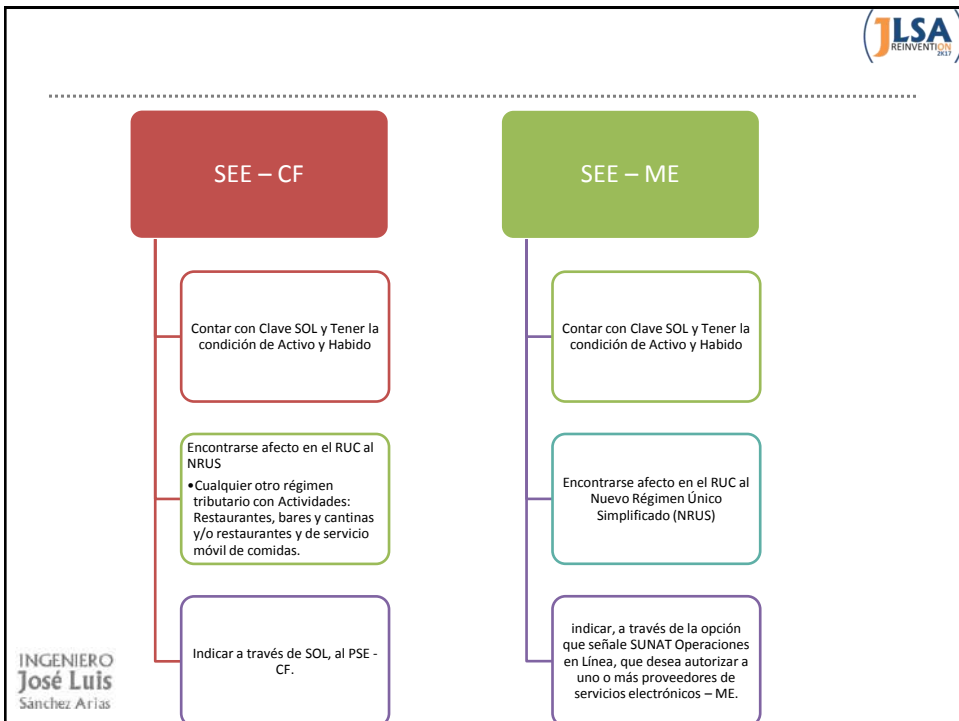 JLSA
REINVENTION
2K17
SEE – CF
Contar con Clave SOL y Tener la
condición de Activo y Habido
Encontrarse afecto en el RUC al
NRUS
•Cualquier otro régimen
tributario con Actividades:
Restaurantes, bares y cantinas
y/o restaurantes y de servicio
móvil de comidas.
Indicar a través de SOL, al PSE -
CF.
SEE – ME
Contar con Clave SOL y Tener la
condición de Activo y Habido
Encontrarse afecto en el RUC al
Nuevo Régimen Único
Simplificado (NRUS)
indicar, a través de la opción
que señale SUNAT Operaciones
en Línea, que desea autorizar a
uno o más proveedores de
servicios electrónicos – ME.
INGENIERO
José Luis
Sánchez Arias